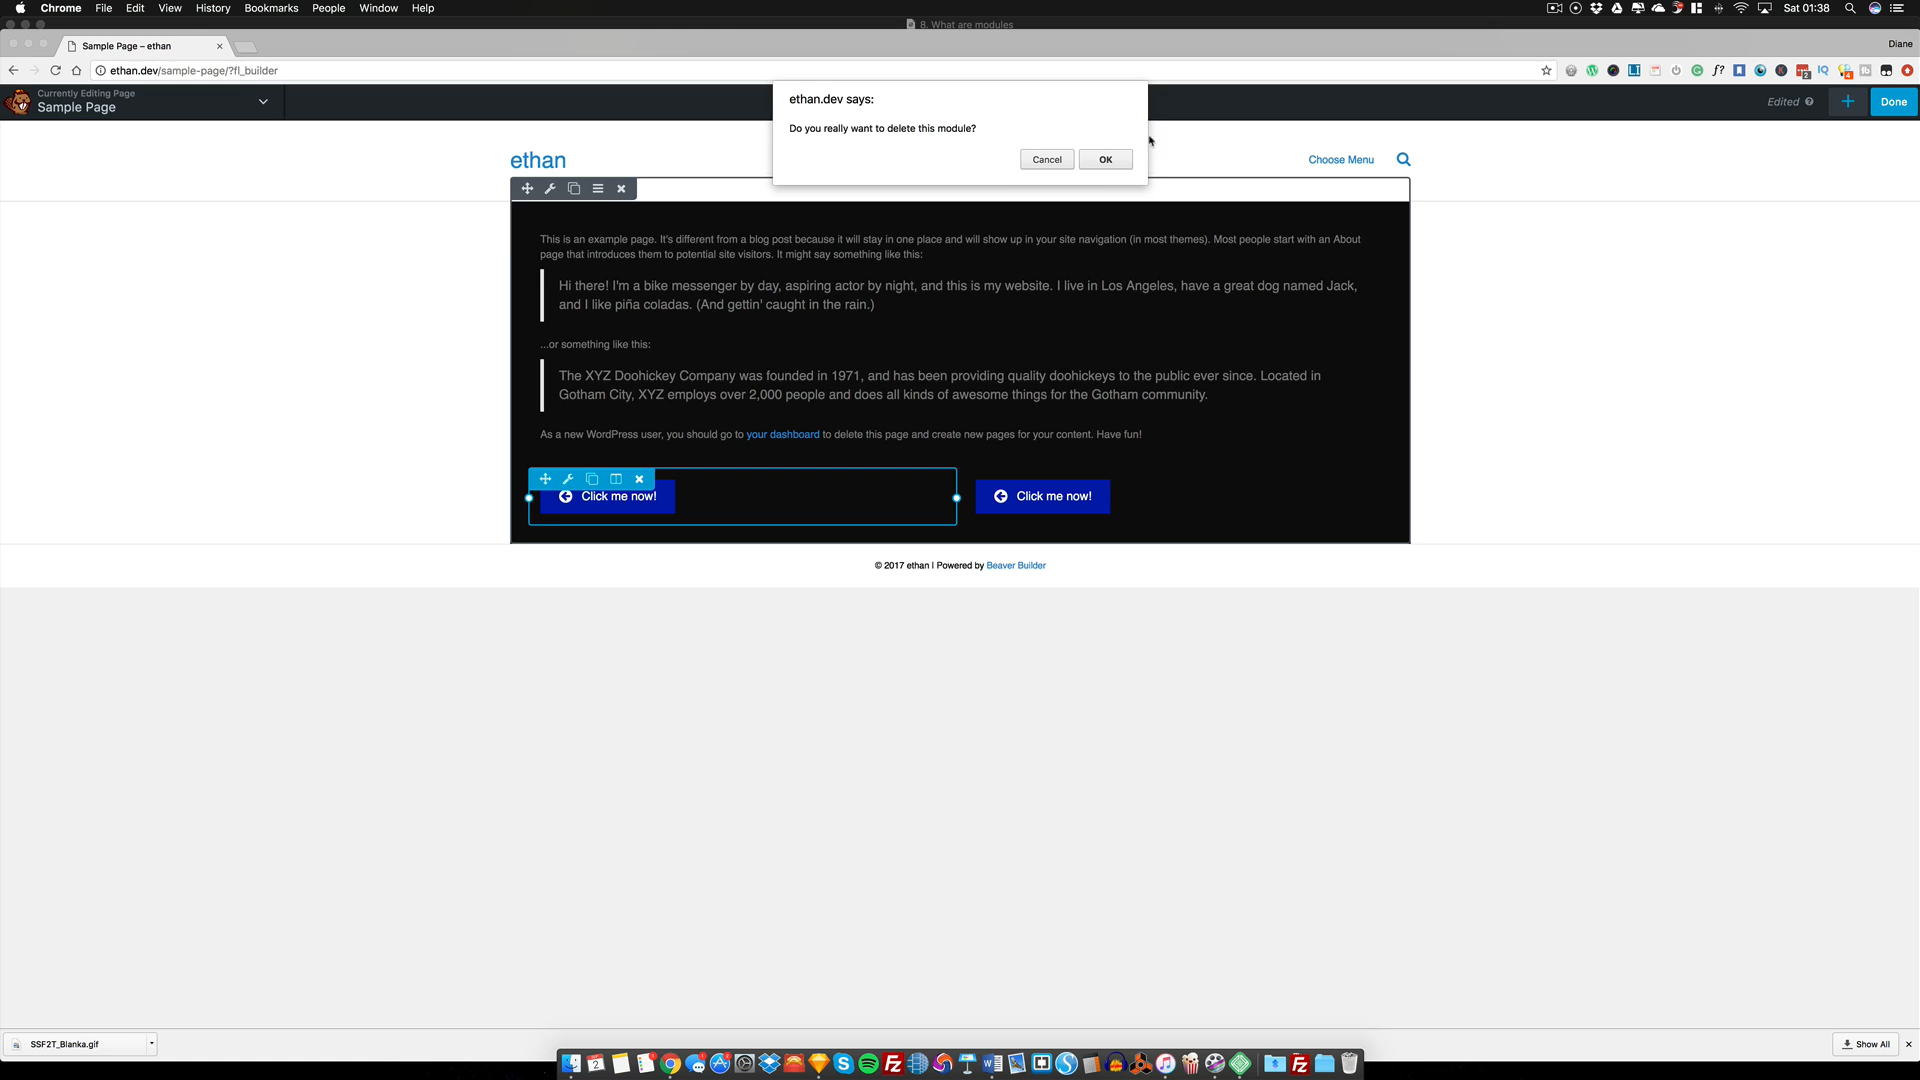 Chrome File Edit View History Bookmarks People Window Help
Sat 01:38
8. What are modules
Sample Page – ethan
Diane
ethan.dev/sample-page/?fl_builder
Currently Editing Page
Sample Page
Edited
Done
ethan.dev says:
Do you really want to delete this module?
Cancel OK
ethan
Choose Menu
This is an example page. It's different from a blog post because it will stay in one place and will show up in your site navigation (in most themes). Most people start with an About
page that introduces them to potential site visitors. It might say something like this:
Hi there! I'm a bike messenger by day, aspiring actor by night, and this is my website. I live in Los Angeles, have a great dog named Jack,
and I like piña coladas. (And gettin' caught in the rain.)
...or something like this:
The XYZ Doohickey Company was founded in 1971, and has been providing quality doohickeys to the public ever since. Located in
Gotham City, XYZ employs over 2,000 people and does all kinds of awesome things for the Gotham community.
As a new WordPress user, you should go to your dashboard to delete this page and create new pages for your content. Have fun!
Click me now!
Click me now!
© 2017 ethan | Powered by Beaver Builder
SSF2T_Blanka.gif
Show All